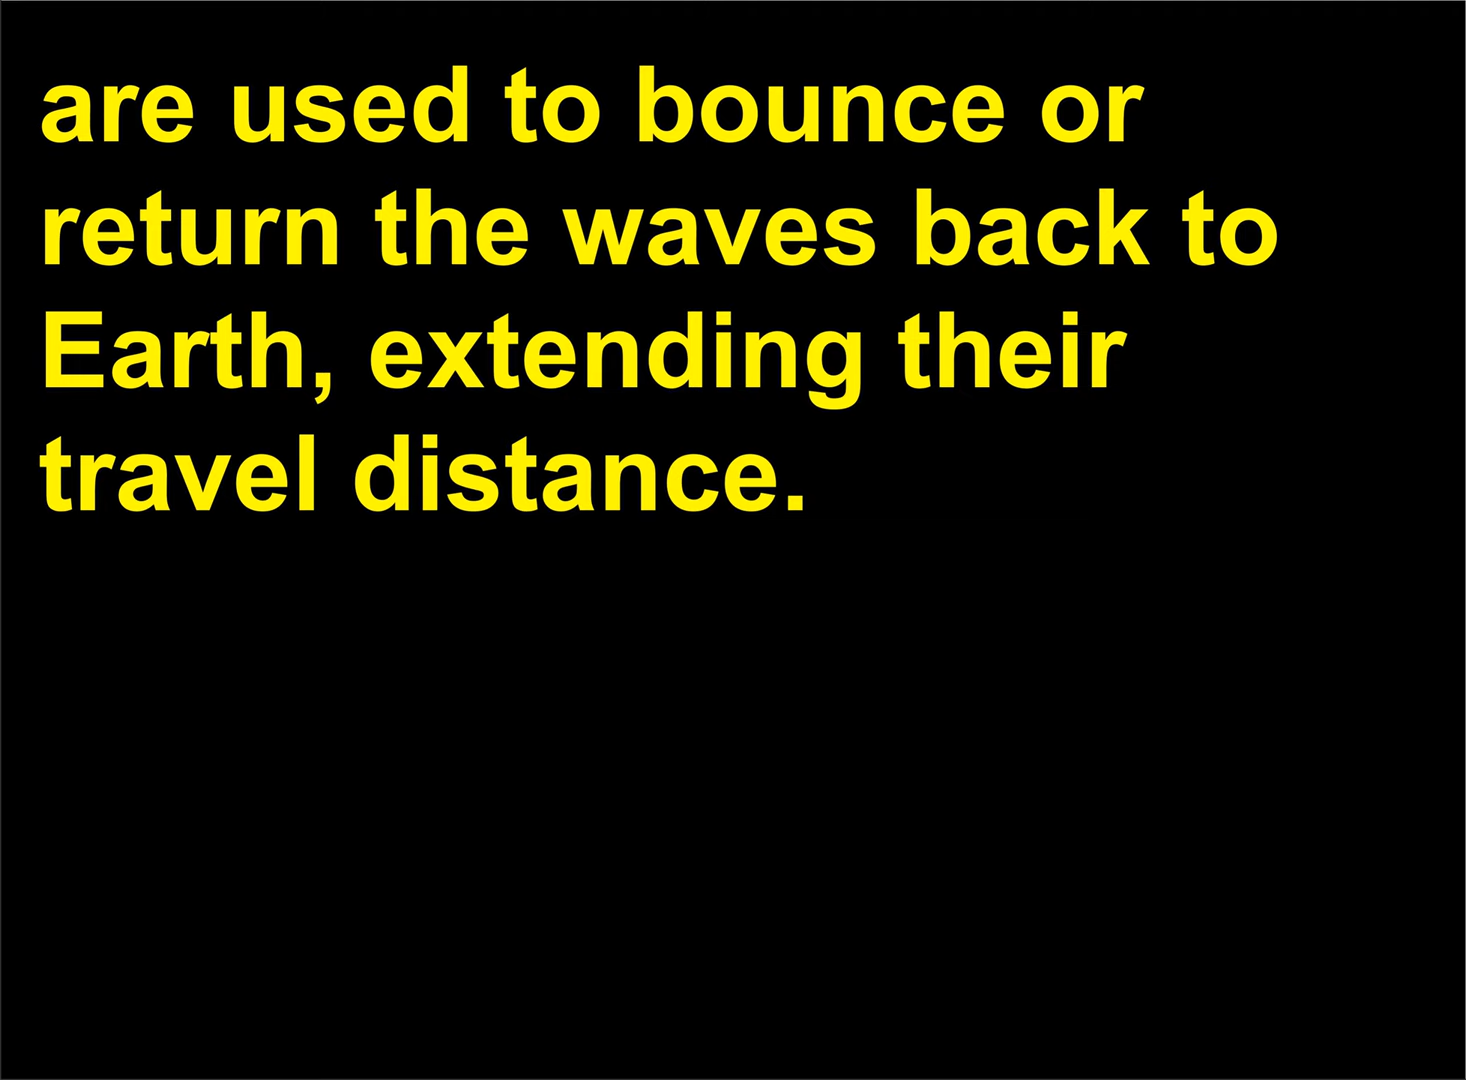 are used to bounce or
return the waves back to
Earth, extending their
travel distance.